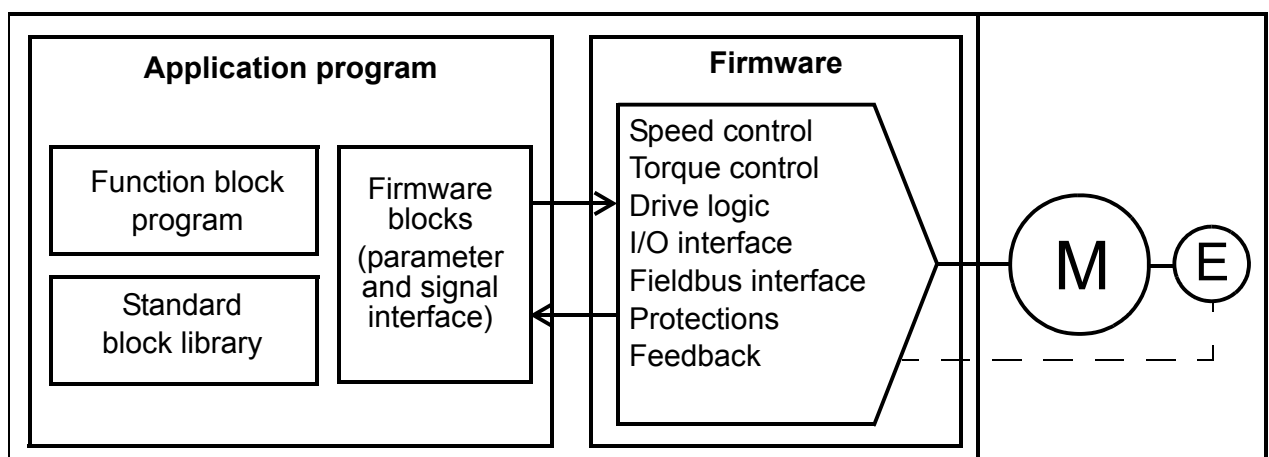 Application program
Function block
program
Standard
block library
Firmware
blocks
(parameter
and signal
interface)
Firmware
Speed control
Torque control
Drive logic
I/O interface
Fieldbus interface
Protections
Feedback
M
E